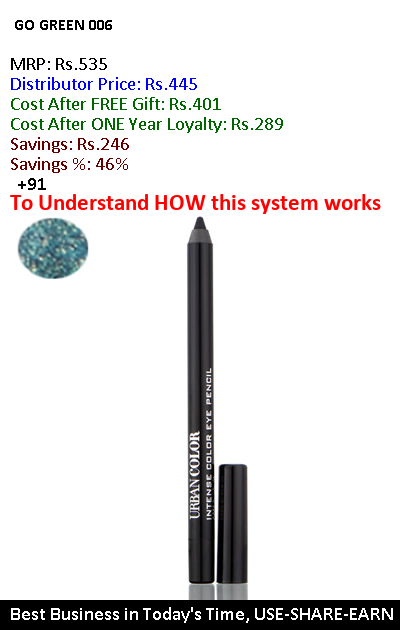 GO GREEN 006
MRP: Rs.535
Distributor Price: Rs.445
Cost After FREE Gift: Rs.401
Cost After ONE Year Loyalty: Rs.289
Savings: Rs.246
Savings %: 46%
+91
To Understand HOW this system works
URBAN COLOR
INTENSE COLOR EYE PENCIL
Best Business in Today's Time, USE-SHARE-EARN